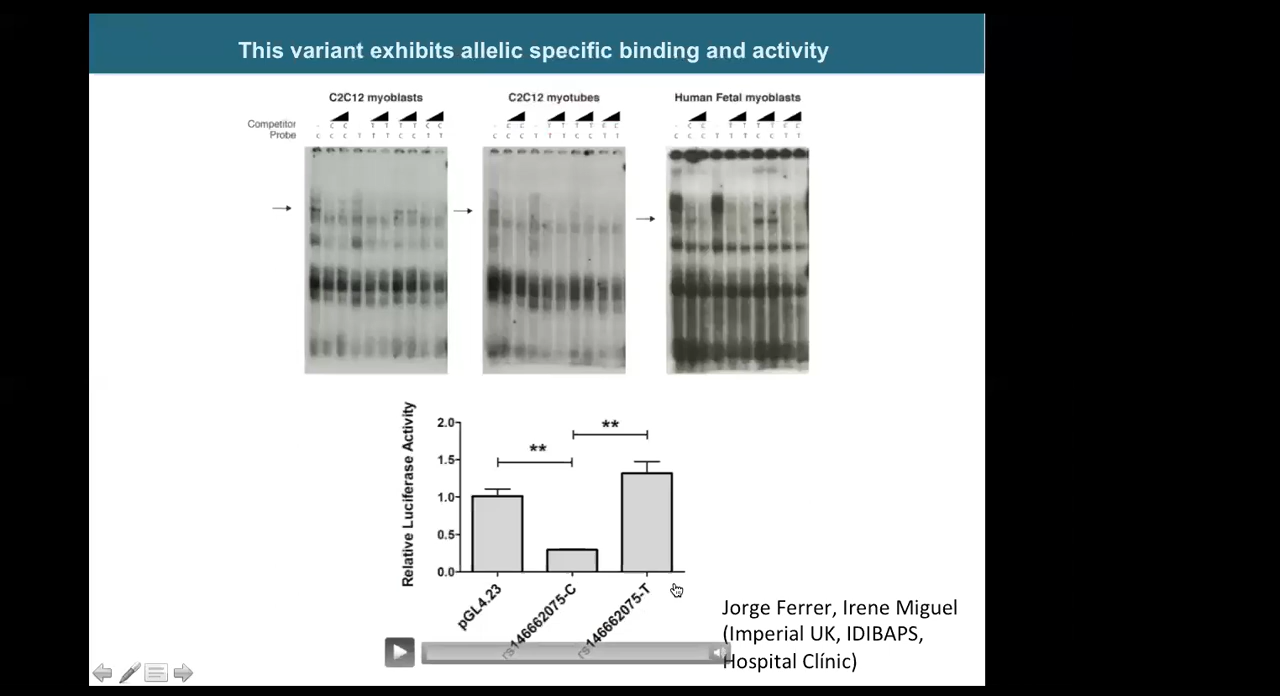 This variant exhibits allelic specific binding and activity
C2C12 myoblasts
C2C12 myotubes
Human Fetal myoblasts
Competitor - C C T T T T C C
- C C T T T T C C
- C C T T T T C C
Probe C C C T T T C C T T
C C C T T T C C T T
C C C T T T C C T T
Relative Luciferase Activity
2.0
1.5
1.0
0.5
0.0
**
**
pGL4.23
rs146662075-C
rs146662075-T
Jorge Ferrer, Irene Miguel
(Imperial UK, IDIBAPS,
Hospital Clínic)